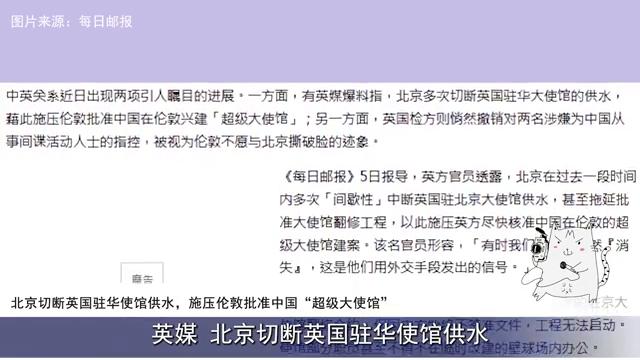 图片来源：每日邮报
中英关系近日出现两项引人瞩目的进展。一方面，有英媒爆料指，北京多次切断英国驻华大使馆的供水，
藉此施压伦敦批准中国在伦敦兴建「超级大使馆」；另一方面，英国检方则悄然撤销对两名涉嫌为中国从
事间谍活动人士的指控，被视为伦敦不愿与北京撕破脸的迹象。
《每日邮报》5日报导，英方官员透露，北京在过去一段时间
内多次「间歇性」中断英国驻北京大使馆供水，甚至拖延批
准大使馆翻修工程，以此施压英方尽快核准中国在伦敦的超
级大使馆建案。该名官员形容，「有时我们 然『消
失』，这是他们用外交手段发出的信号。
廣告
北京切断英国驻华使馆供水，施压伦敦批准中国“超级大使馆”
在京大
文件，工程无法启动。
英媒 北京切断英国驻华使馆供水
的壁球场内办公。